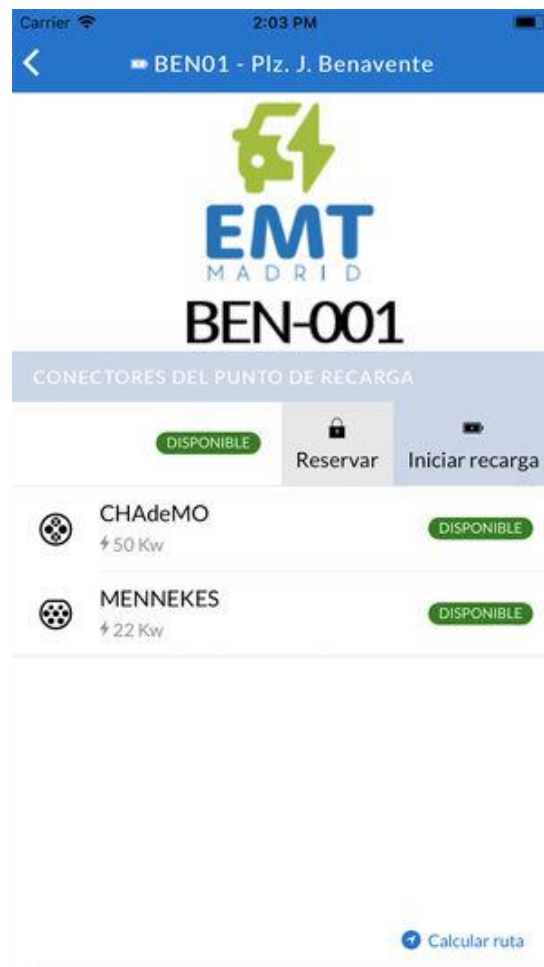 Carrier 2:03 PM
BEN01 - Plz. J. Benavente
EMT
MADRID
BEN-001
CONECTORES DEL PUNTO DE RECARGA
DISPONIBLE
Reservar
Iniciar recarga
CHAdeMO
50 Kw
DISPONIBLE
MENNEKES
22 Kw
DISPONIBLE
Calcular ruta